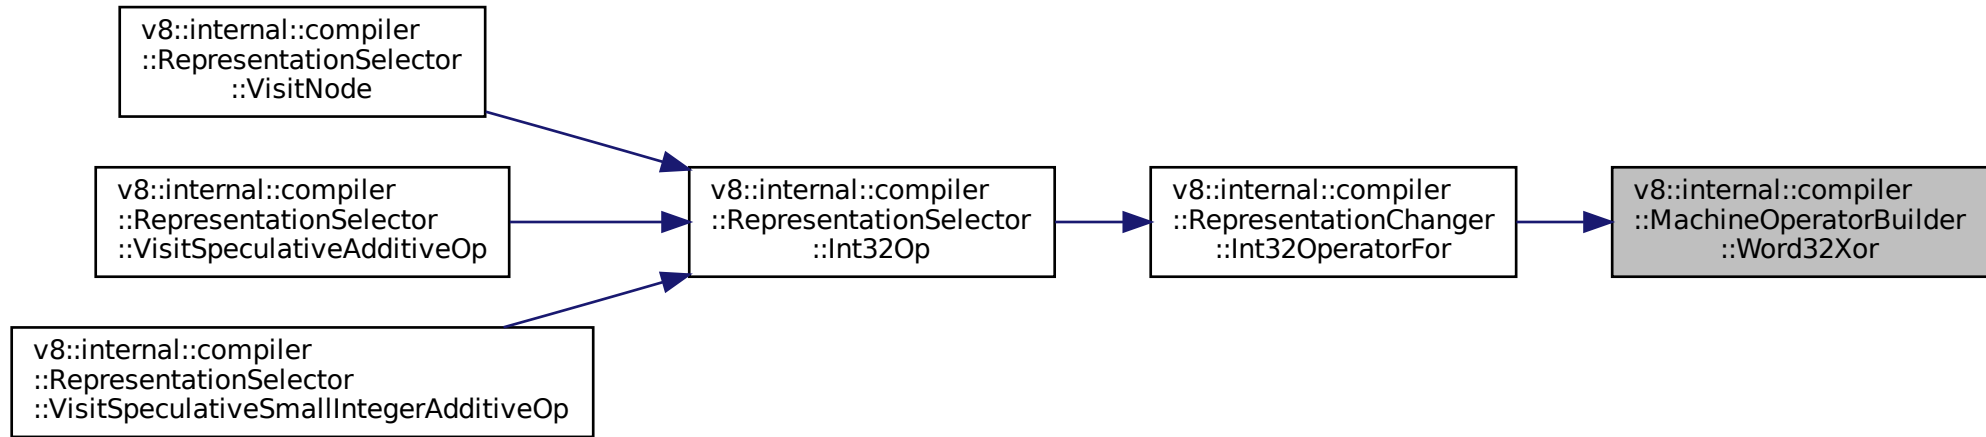 v8::internal::compiler
::RepresentationSelector
::VisitNode
v8::internal::compiler
::RepresentationSelector
::VisitSpeculativeAdditiveOp
v8::internal::compiler
::RepresentationSelector
::VisitSpeculativeSmallIntegerAdditiveOp
v8::internal::compiler
::RepresentationSelector
::Int32Op
v8::internal::compiler
::RepresentationChanger
::Int32OperatorFor
v8::internal::compiler
::MachineOperatorBuilder
::Word32Xor